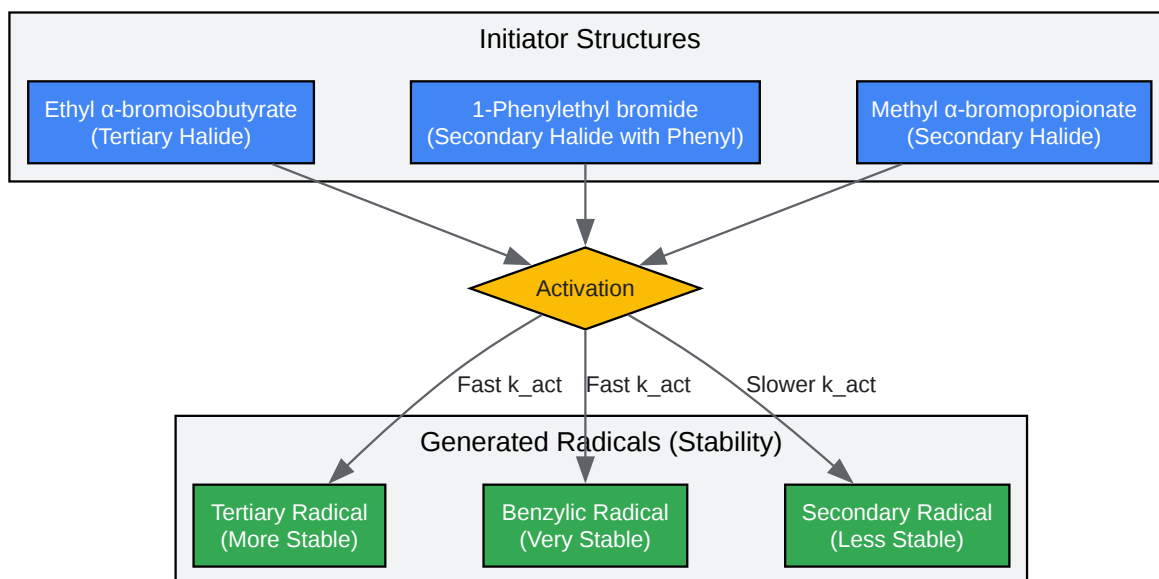 Initiator Structures
Ethyl α-bromoisobutyrate
(Tertiary Halide)
1-Phenylethyl bromide
(Secondary Halide with Phenyl)
Methyl α-bromopropionate
(Secondary Halide)
Activation
Fast k_act
Fast k_act
Slower k_act
Generated Radicals (Stability)
Tertiary Radical
(More Stable)
Benzylic Radical
(Very Stable)
Secondary Radical
(Less Stable)